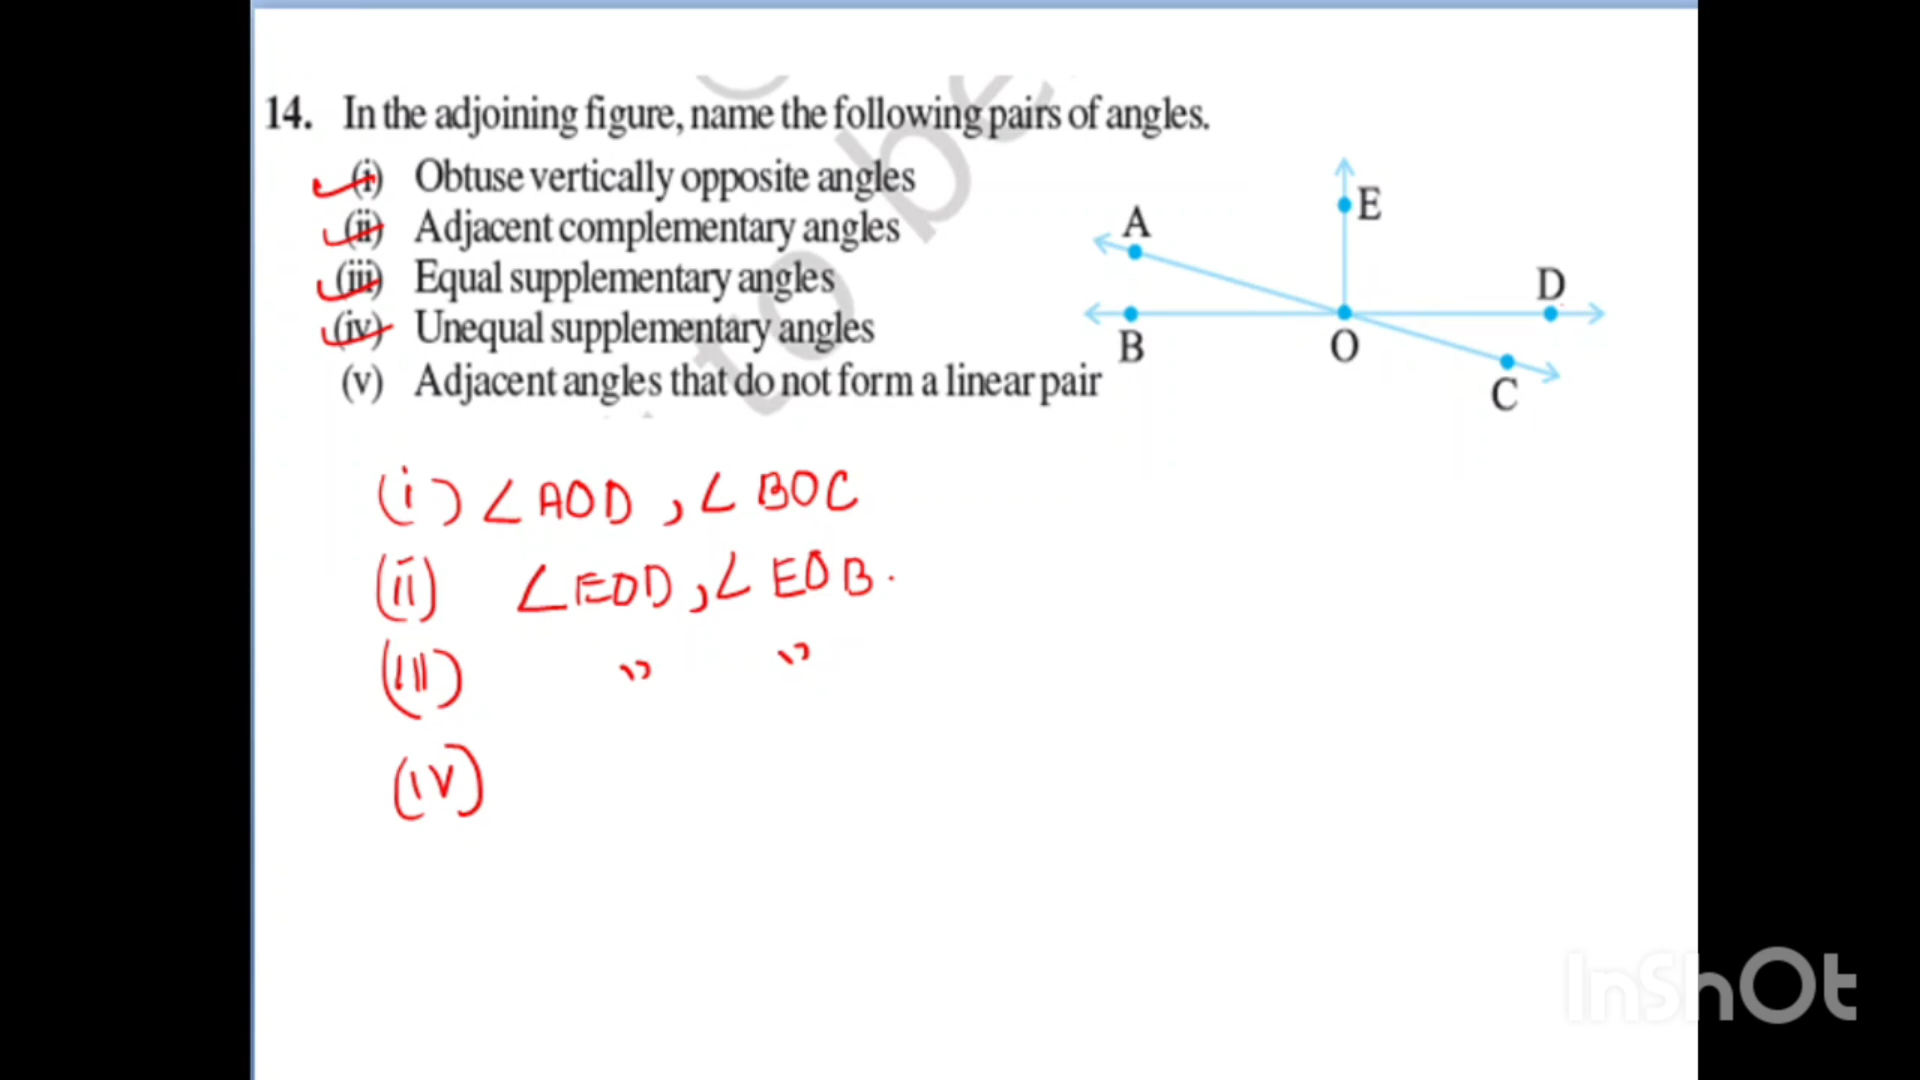 14. In the adjoining figure, name the following pairs of angles.
(i) Obtuse vertically opposite angles
(ii) Adjacent complementary angles
(iii) Equal supplementary angles
(iv) Unequal supplementary angles
(v) Adjacent angles that do not form a linear pair
E
A
D
B
O
C
(i) ∠AOD, ∠BOC
(ii) ∠EOD, ∠EOB.
(iii) " "
(iv)
InShOt